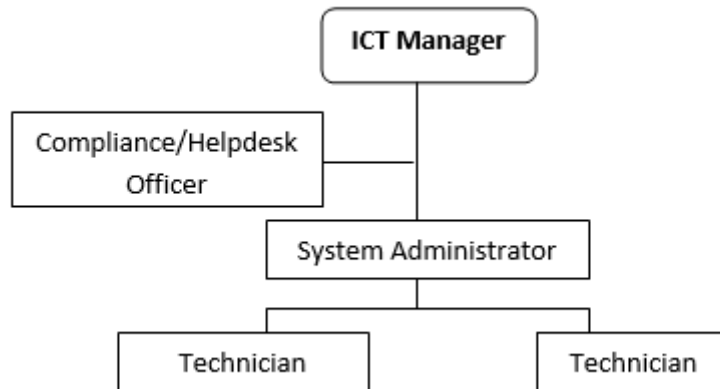 ICT Manager
Compliance/Helpdesk
Officer
System Administrator
Technician
Technician